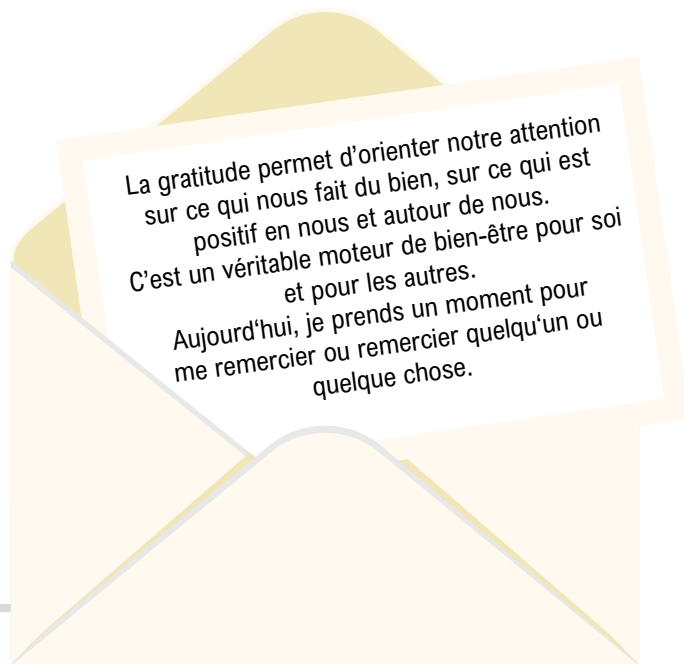 La gratitude permet d’orienter notre attention
sur ce qui nous fait du bien, sur ce qui est
positif en nous et autour de nous.
C’est un véritable moteur de bien-être pour soi
et pour les autres.
Aujourd‘hui, je prends un moment pour
me remercier ou remercier quelqu‘un ou
quelque chose.